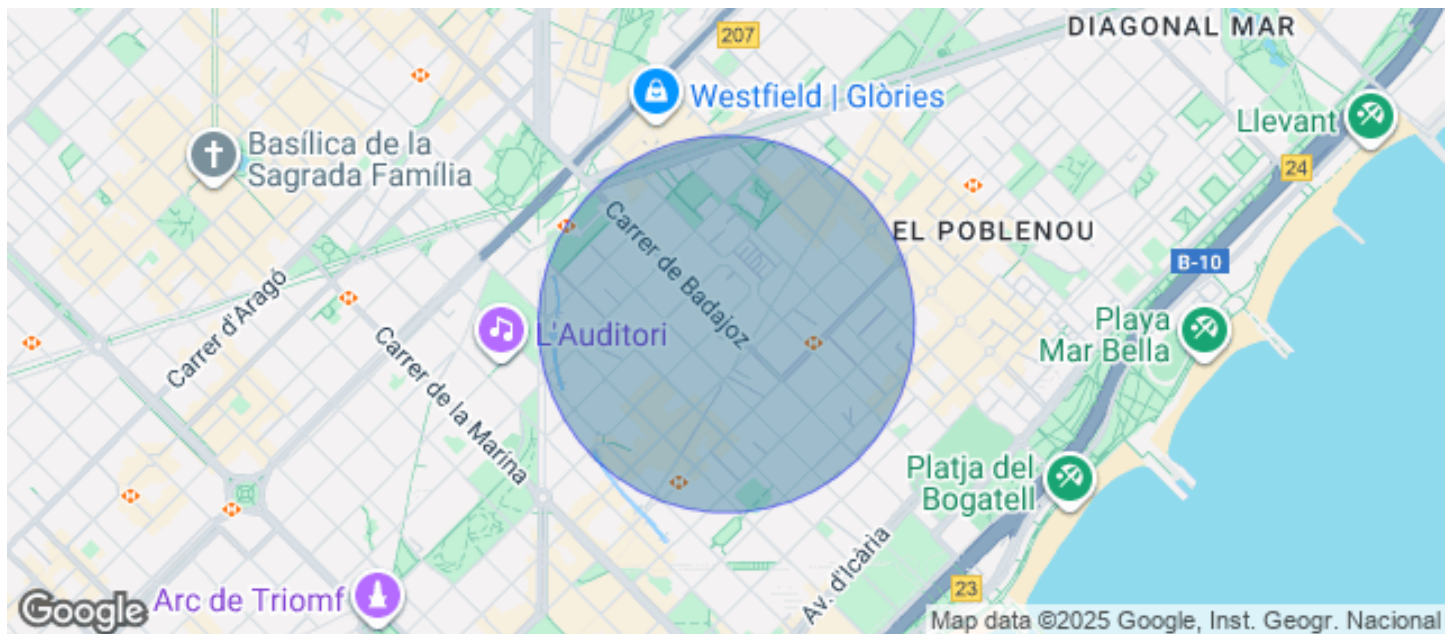 DIAGONAL MAR
207
Westfield | Glòries
Llevant
Basílica de la
Sagrada Família
24
Carrer de Badajoz
EL POBLENOU
B-10
Carrer d'Aragó
L'Auditori
Playa
Mar Bella
Carrer de la Marina
Platja del
Bogatell
Av. d'Icària
23
Arc de Triomf
Google
Map data ©2025 Google, Inst. Geogr. Nacional